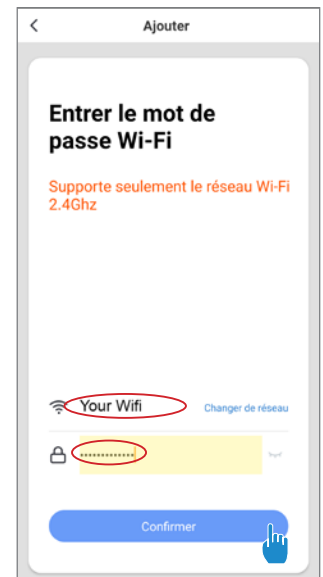 Ajouter
Entrer le mot de
passe Wi-Fi
Supporte seulement le réseau Wi-Fi
2.4Ghz
Your Wifi
Changer de réseau
•••••••••••••
Confirmer